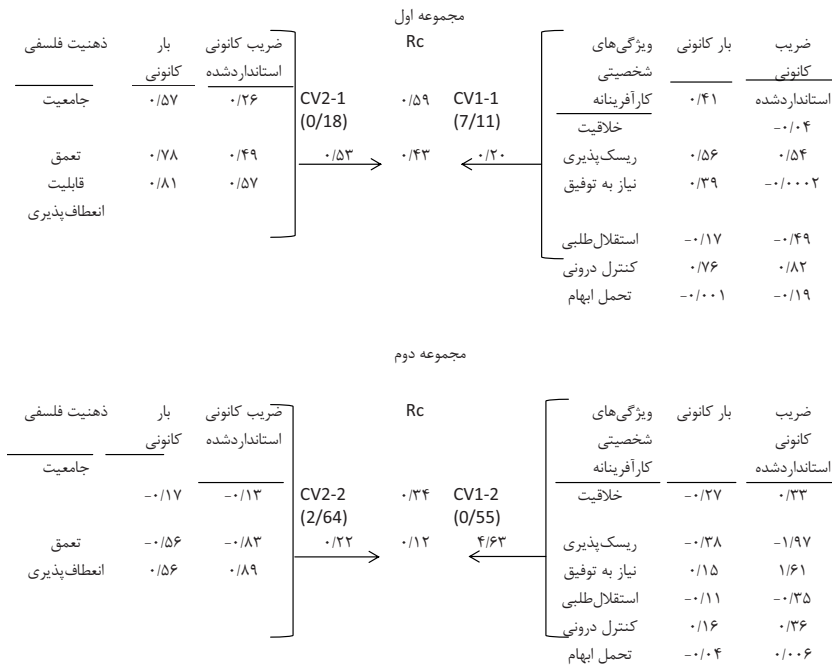 مجموعه اول
ضریب کانونی استانداردشده بار کانونی ویژگی‌های شخصیتی کارآفرینانه Rc ضریب کانونی استانداردشده بار کانونی ذهنیت فلسفی
۰/۴۱ CV1-1 ۰/۵۹ CV2-1 ۰/۲۶ ۰/۵۷ جامعیت
(7/11) (0/18)
−۰/۰۴ خلاقیت
۰/۵۴ ۰/۵۶ ریسک‌پذیری ۰/۲۰ ۰/۴۳ ۰/۵۳ ۰/۴۹ ۰/۷۸ تعمق
−۰/۰۰۰۲ ۰/۳۹ نیاز به توفیق ۰/۵۷ ۰/۸۱ قابلیت
انعطاف‌پذیری
−۰/۴۹ −۰/۱۷ استقلال‌طلبی
۰/۸۲ ۰/۷۶ کنترل درونی
−۰/۱۹ −۰/۰۰۱ تحمل ابهام
مجموعه دوم
ضریب کانونی استانداردشده بار کانونی ویژگی‌های شخصیتی کارآفرینانه Rc ضریب کانونی استانداردشده بار کانونی ذهنیت فلسفی
جامعیت
۰/۳۳ −۰/۲۷ خلاقیت CV1-2 ۰/۳۴ CV2-2 −۰/۱۳ −۰/۱۷
(0/55) (2/64)
−۱/۹۷ −۰/۳۸ ریسک‌پذیری ۴/۶۳ ۰/۱۲ ۰/۲۲ −۰/۸۳ −۰/۵۶ تعمق
۱/۶۱ ۰/۱۵ نیاز به توفیق ۰/۸۹ ۰/۵۶ انعطاف‌پذیری
−۰/۳۵ −۰/۱۱ استقلال‌طلبی
۰/۳۶ ۰/۱۶ کنترل درونی
۰/۰۰۶ −۰/۰۴ تحمل ابهام